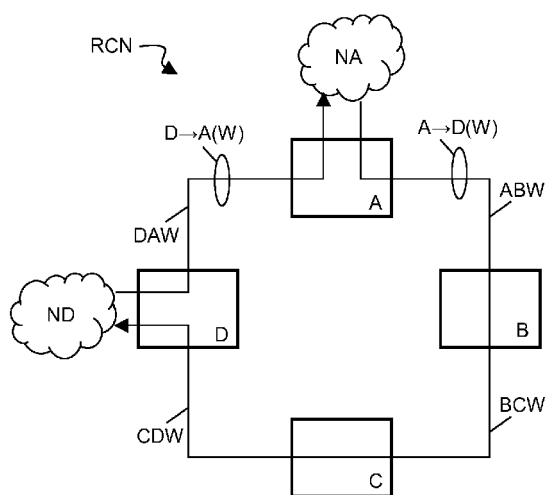 RCN
NA
D→A(W)
A→D(W)
A
ABW
DAW
ND
D
B
CDW
BCW
C